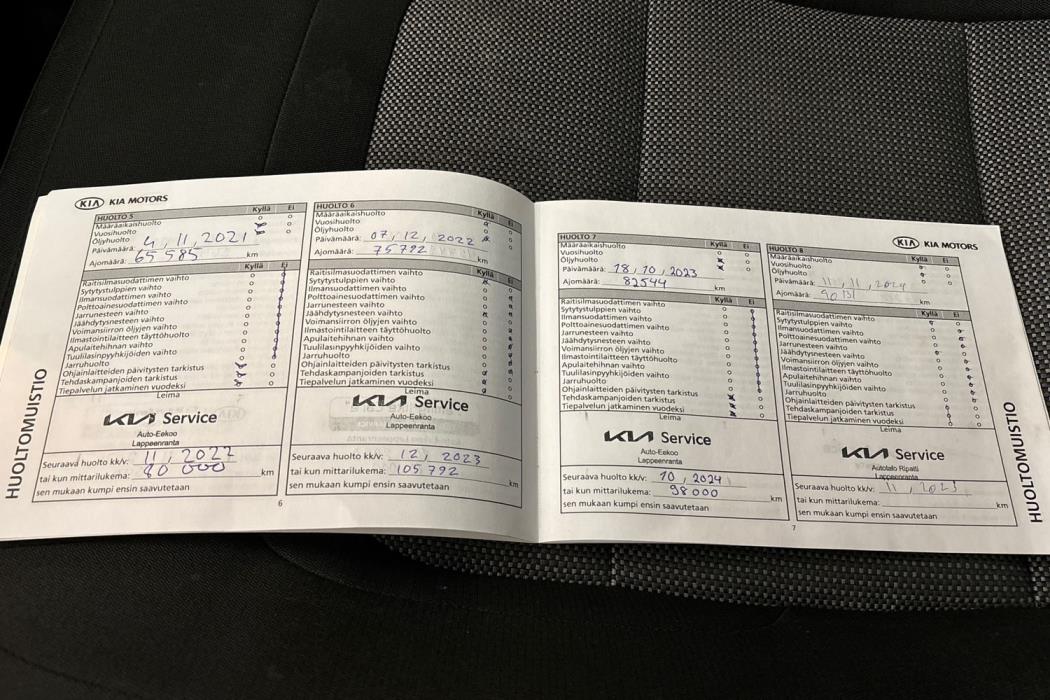 KIA KIA MOTORS
HUOLTO 5 Kyllä Ei
Määräaikaishuolto
Vuosihuolto
Öljyhuolto
Päivämäärä: 4, 11, 2021
Ajomäärä: 65 585 km
Kyllä Ei
Raitisilmasuodattimen vaihto
Sytytystulppien vaihto
Ilmansuodattimen vaihto
Polttoainesuodattimen vaihto
Jarrunesteen vaihto
Jäähdytysnesteen vaihto
Voimansiirron öljyjen vaihto
Ilmastointilaitteen täyttöhuolto
Apulaitehihnan vaihto
Tuulilasinpyyhkijöiden vaihto
Jarruhuolto
Ohjainlaitteiden päivitysten tarkistus
Tehdaskampanjoiden tarkistus
Tiepalvelun jatkaminen vuodeksi
Leima
KIA Service
Auto-Eekoo
Lappeenranta
Seuraava huolto kk/v: 11, 2022
tai kun mittarilukema: 80 000 km
sen mukaan kumpi ensin saavutetaan
HUOLTO 6 Kyllä Ei
Määräaikaishuolto
Vuosihuolto
Öljyhuolto
Päivämäärä: 07, 12, 2022
Ajomäärä: 75792 km
Kyllä Ei
Raitisilmasuodattimen vaihto
Sytytystulppien vaihto
Ilmansuodattimen vaihto
Polttoainesuodattimen vaihto
Jarrunesteen vaihto
Jäähdytysnesteen vaihto
Voimansiirron öljyjen vaihto
Ilmastointilaitteen täyttöhuolto
Apulaitehihnan vaihto
Tuulilasinpyyhkijöiden vaihto
Jarruhuolto
Ohjainlaitteiden päivitysten tarkistus
Tehdaskampanjoiden tarkistus
Tiepalvelun jatkaminen vuodeksi
Leima
KIA Service
Auto-Eekoo
Lappeenranta
Seuraava huolto kk/v: 12, 2023
tai kun mittarilukema: 105 792 km
sen mukaan kumpi ensin saavutetaan
HUOLTOMUISTIO
6
HUOLTO 7 Kyllä Ei
Määräaikaishuolto
Vuosihuolto
Öljyhuolto
Päivämäärä: 18, 10, 2023
Ajomäärä: 82544 km
Kyllä Ei
Raitisilmasuodattimen vaihto
Sytytystulppien vaihto
Ilmansuodattimen vaihto
Polttoainesuodattimen vaihto
Jarrunesteen vaihto
Jäähdytysnesteen vaihto
Voimansiirron öljyjen vaihto
Ilmastointilaitteen täyttöhuolto
Apulaitehihnan vaihto
Tuulilasinpyyhkijöiden vaihto
Jarruhuolto
Ohjainlaitteiden päivitysten tarkistus
Tehdaskampanjoiden tarkistus
Tiepalvelun jatkaminen vuodeksi
Leima
KIA Service
Auto-Eekoo
Lappeenranta
Seuraava huolto kk/v: 10, 2024
tai kun mittarilukema: 98 000 km
sen mukaan kumpi ensin saavutetaan
KIA KIA MOTORS
HUOLTO 8 Kyllä Ei
Määräaikaishuolto
Vuosihuolto
Öljyhuolto
Päivämäärä: 11, 11, 2024
Ajomäärä: km
Kyllä Ei
Raitisilmasuodattimen vaihto
Sytytystulppien vaihto
Ilmansuodattimen vaihto
Polttoainesuodattimen vaihto
Jarrunesteen vaihto
Jäähdytysnesteen vaihto
Voimansiirron öljyjen vaihto
Ilmastointilaitteen täyttöhuolto
Apulaitehihnan vaihto
Tuulilasinpyyhkijöiden vaihto
Jarruhuolto
Ohjainlaitteiden päivitysten tarkistus
Tehdaskampanjoiden tarkistus
Tiepalvelun jatkaminen vuodeksi
Leima
KIA Service
Autotalo Ripatti
Lappeenranta
Seuraava huolto kk/v: 11,
tai kun mittarilukema: km
sen mukaan kumpi ensin saavutetaan
HUOLTOMUISTIO
7